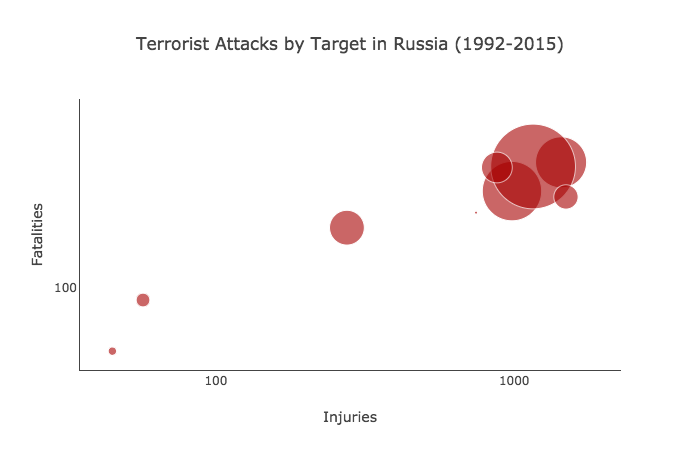 Terrorist Attacks by Target in Russia (1992-2015)
Fatalities
100
100
1000
Injuries